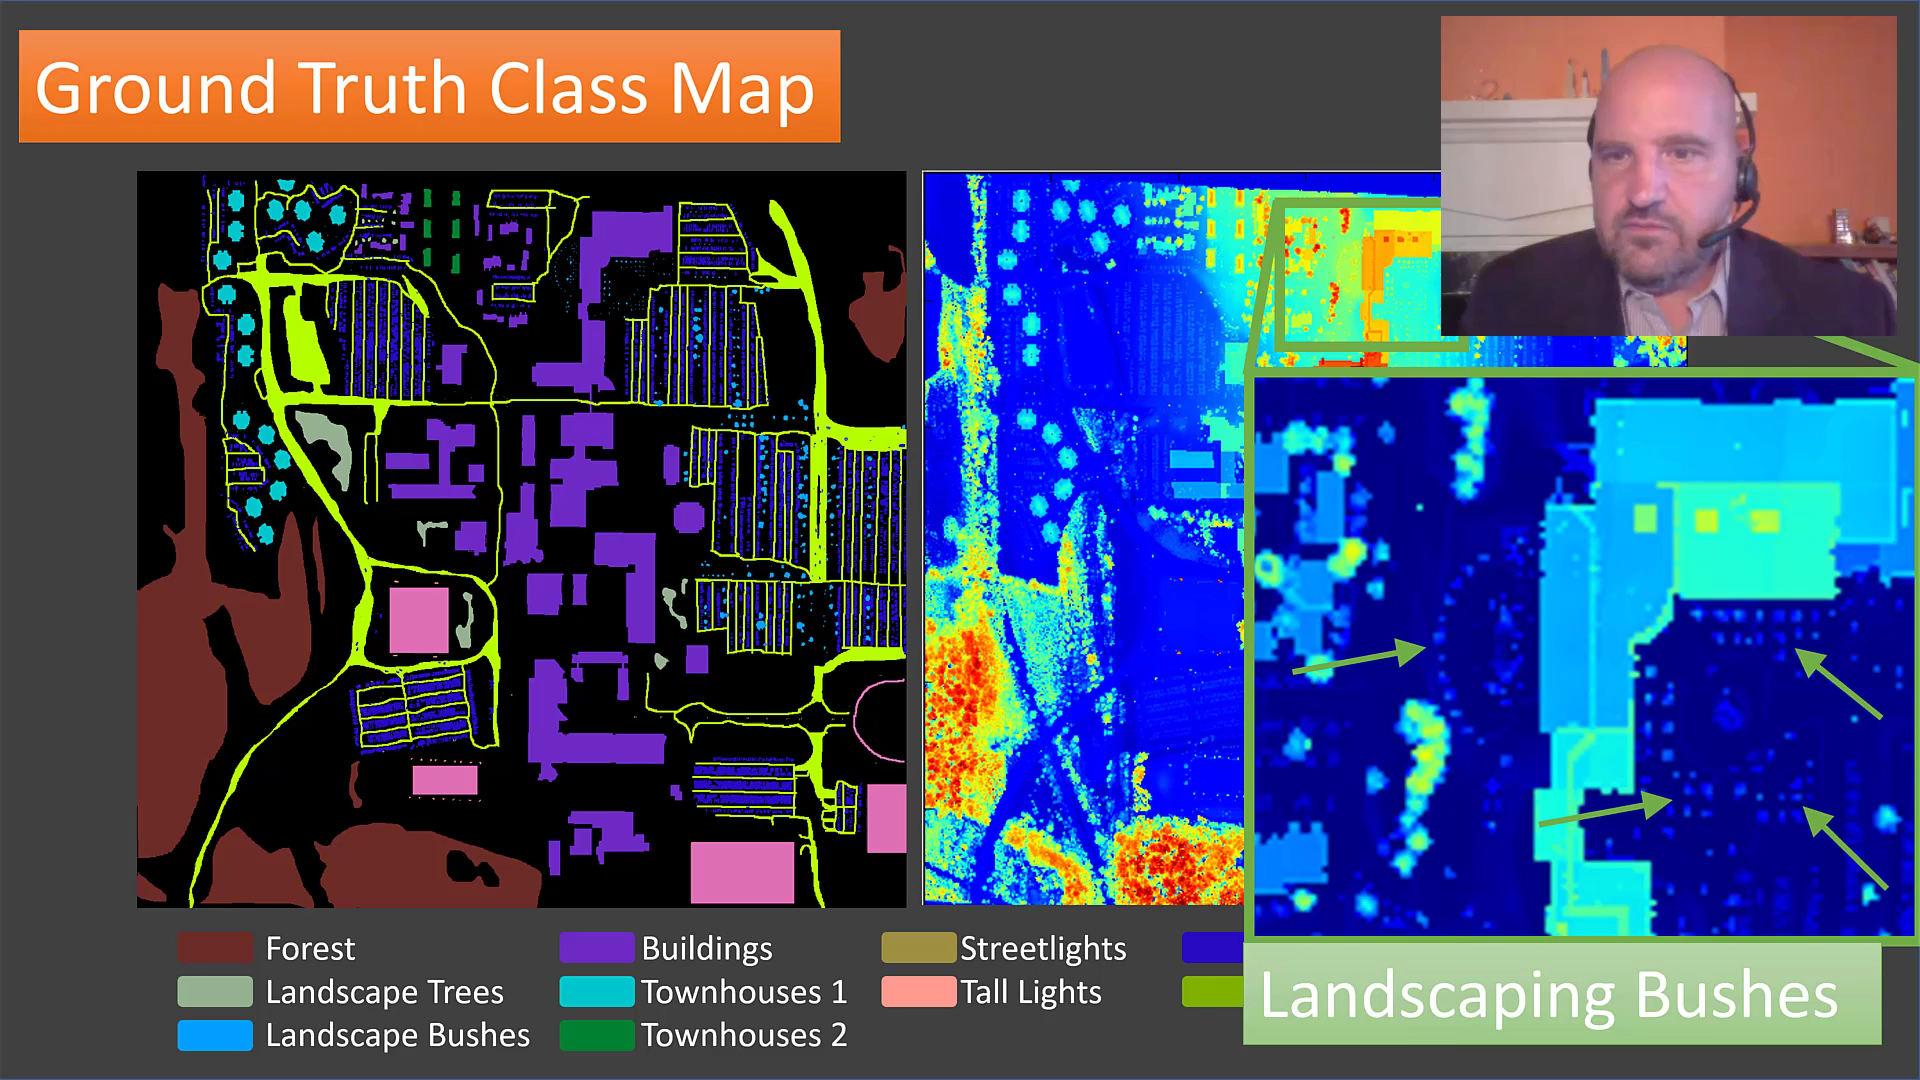 Ground Truth Class Map
Forest
Buildings
Streetlights
Landscape Trees
Townhouses 1
Tall Lights
Landscape Bushes
Townhouses 2
Landscaping Bushes